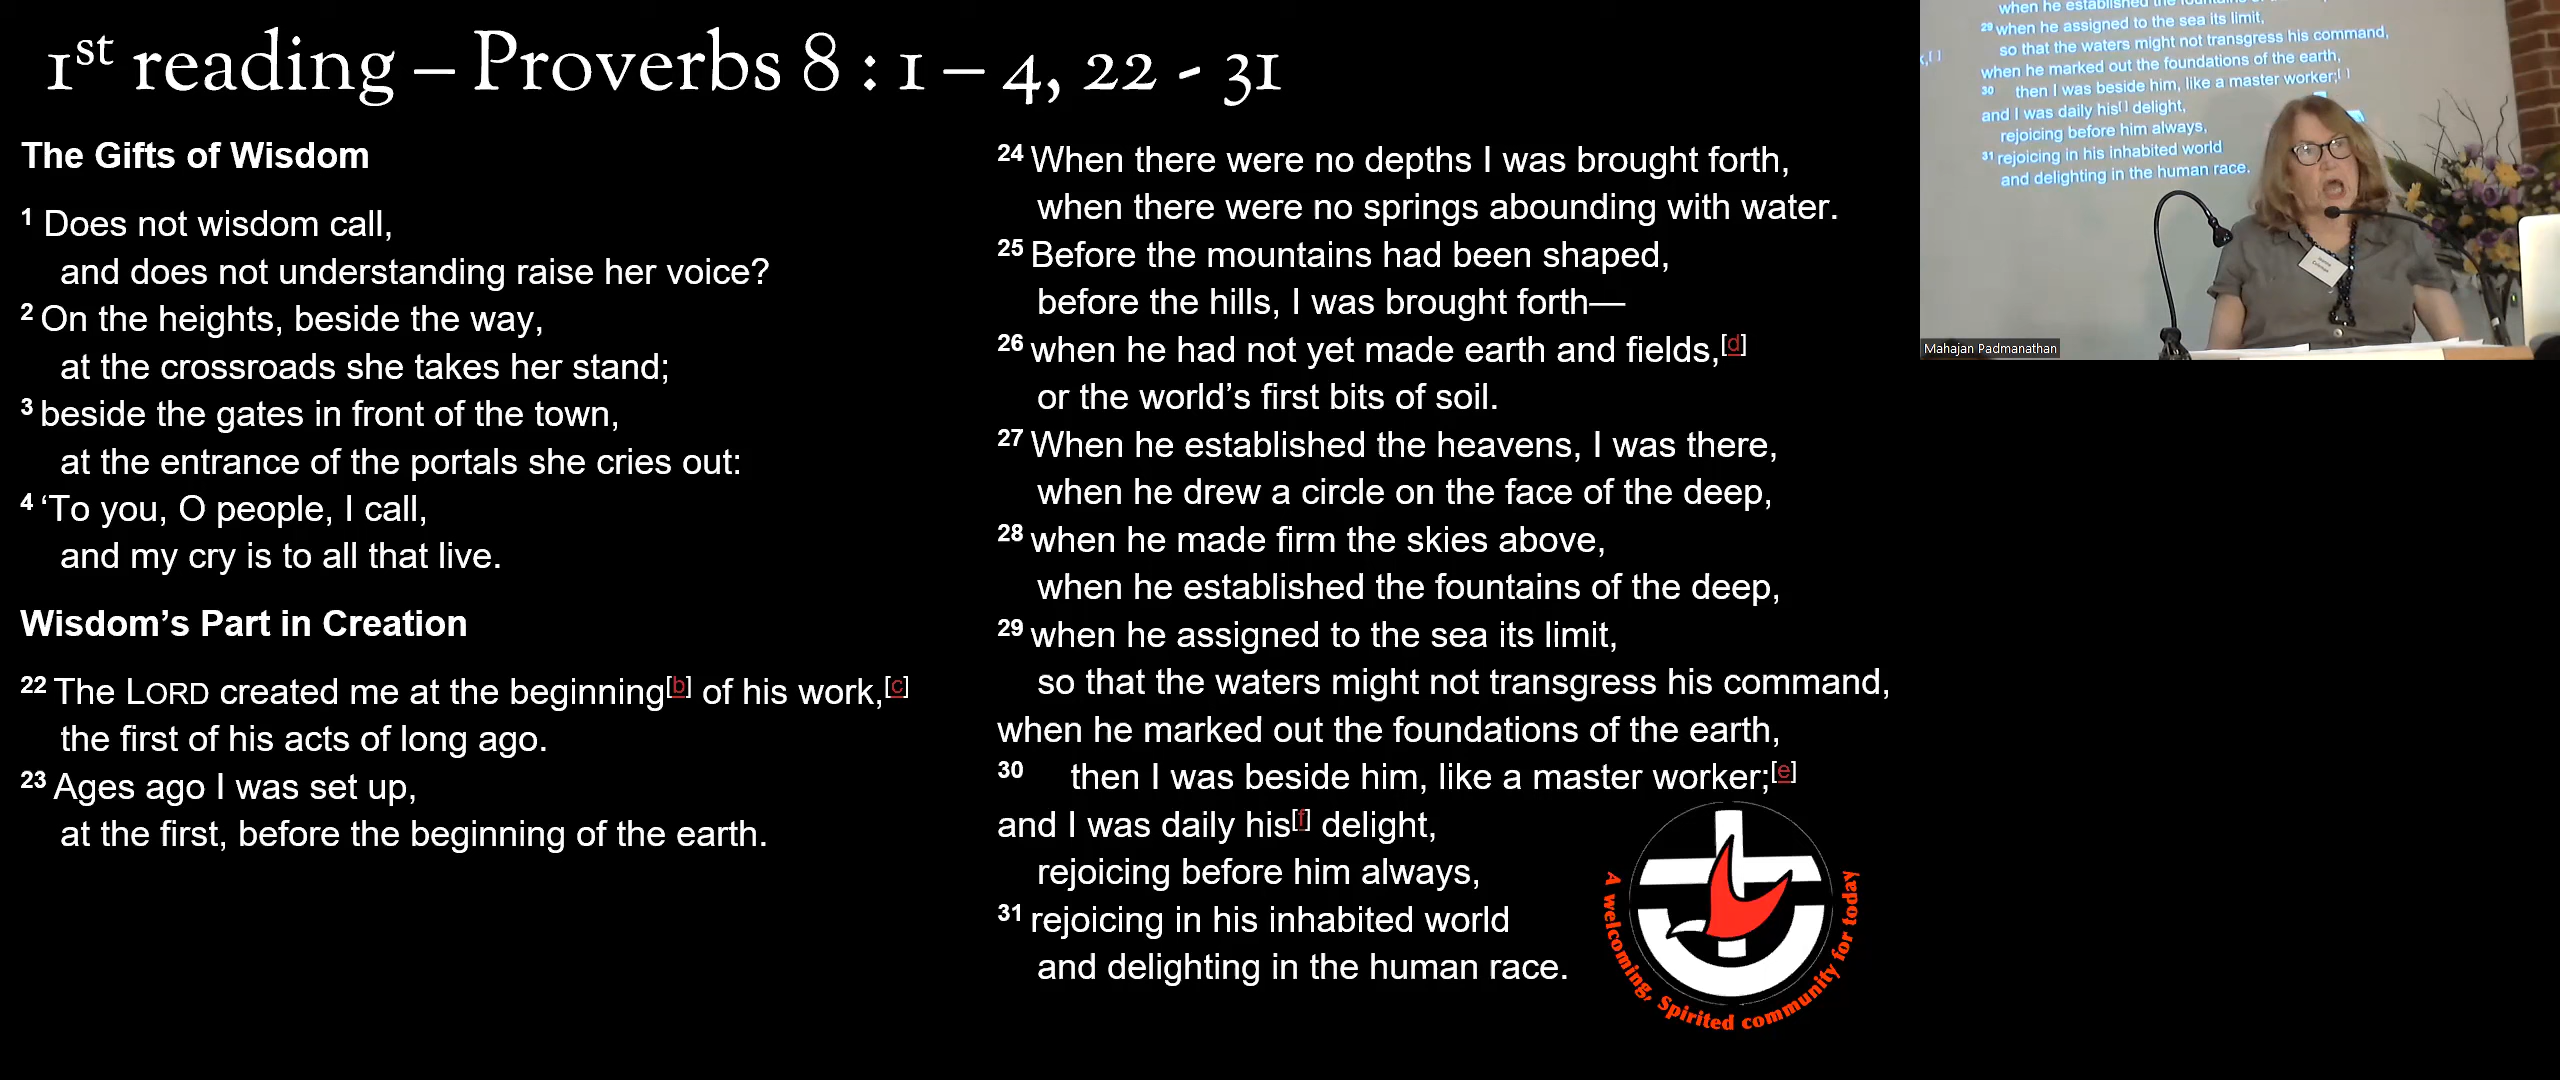 1st reading – Proverbs 8 : 1 – 4, 22 - 31
The Gifts of Wisdom
1 Does not wisdom call,
and does not understanding raise her voice?
2 On the heights, beside the way,
at the crossroads she takes her stand;
3 beside the gates in front of the town,
at the entrance of the portals she cries out:
4 ‘To you, O people, I call,
and my cry is to all that live.
Wisdom’s Part in Creation
22 The LORD created me at the beginning[b] of his work,[c]
the first of his acts of long ago.
23 Ages ago I was set up,
at the first, before the beginning of the earth.
24 When there were no depths I was brought forth,
when there were no springs abounding with water.
25 Before the mountains had been shaped,
before the hills, I was brought forth—
26 when he had not yet made earth and fields,[d]
or the world’s first bits of soil.
27 When he established the heavens, I was there,
when he drew a circle on the face of the deep,
28 when he made firm the skies above,
when he established the fountains of the deep,
29 when he assigned to the sea its limit,
so that the waters might not transgress his command,
when he marked out the foundations of the earth,
30 then I was beside him, like a master worker;[e]
and I was daily his[f] delight,
rejoicing before him always,
31 rejoicing in his inhabited world
and delighting in the human race.
A welcoming, Spirited community for today
when he established the fountains
29 when he assigned to the sea its limit,
so that the waters might not transgress his command,
when he marked out the foundations of the earth,
30 then I was beside him, like a master worker;[ ]
and I was daily his[ ] delight,
rejoicing before him always,
31 rejoicing in his inhabited world
and delighting in the human race.
Mahajan Padmanathan